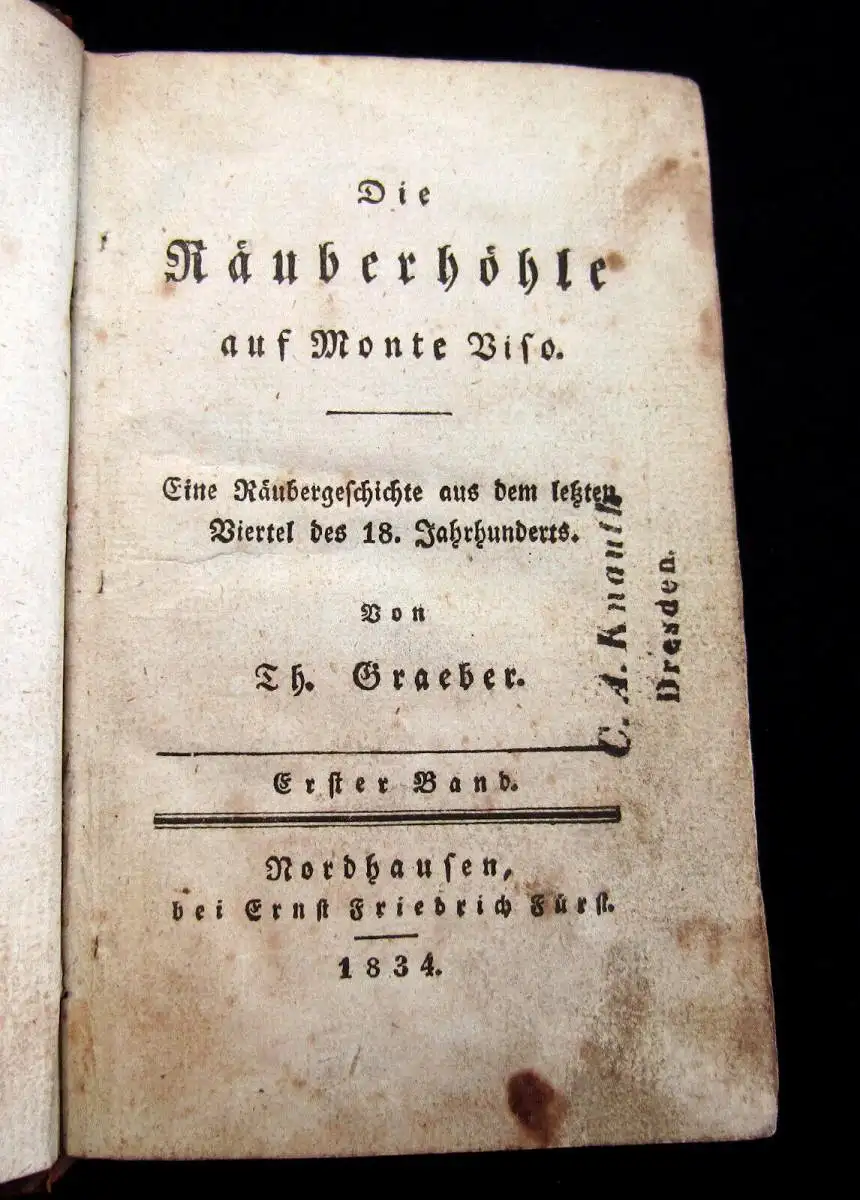 Die
Räuberhöhle
auf Monte Viso.
Eine Räubergeschichte aus dem letzten
Viertel des 18. Jahrhunderts.
Von
Th. Graeber.
Erster Band.
Nordhausen,
bei Ernst Friedrich Fürst.
1834.
C. A. Knauth
Dresden.